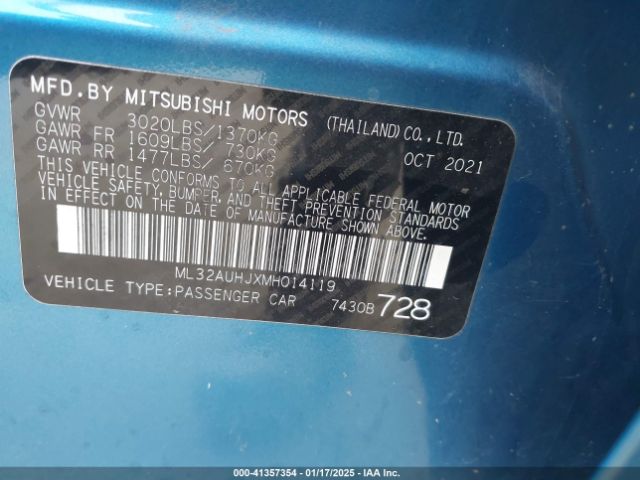 MFD.BY MITSUBISHI MOTORS (THAILAND) CO., LTD.
GVWR 3020LBS/1370KG
GAWR FR 1609LBS/ 730KG OCT 2021
GAWR RR 1477LBS/ 670KG
THIS VEHICLE CONFORMS TO ALL APPLICABLE FEDERAL MOTOR
VEHICLE SAFETY, BUMPER, AND THEFT PREVENTION STANDARDS
IN EFFECT ON THE DATE OF MANUFACTURE SHOWN ABOVE.
ML32AUHJXMH014119
VEHICLE TYPE:PASSENGER CAR 7430B 728
000-41357354 - 01/17/2025 - IAA Inc.